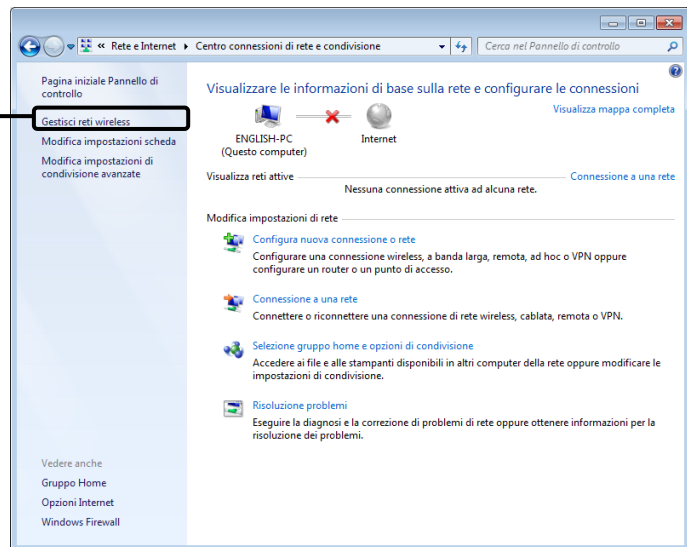 « Rete e Internet ▸ Centro connessioni di rete e condivisione
Cerca nel Pannello di controllo
Pagina iniziale Pannello di
controllo
Gestisci reti wireless
Modifica impostazioni scheda
Modifica impostazioni di
condivisione avanzate
Visualizzare le informazioni di base sulla rete e configurare le connessioni
Visualizza mappa completa
ENGLISH-PC
(Questo computer)
Internet
Visualizza reti attive
Connessione a una rete
Nessuna connessione attiva ad alcuna rete.
Modifica impostazioni di rete
Configura nuova connessione o rete
Configurare una connessione wireless, a banda larga, remota, ad hoc o VPN oppure
configurare un router o un punto di accesso.
Connessione a una rete
Connettere o riconnettere una connessione di rete wireless, cablata, remota o VPN.
Selezione gruppo home e opzioni di condivisione
Accedere ai file e alle stampanti disponibili in altri computer della rete oppure modificare le
impostazioni di condivisione.
Risoluzione problemi
Eseguire la diagnosi e la correzione di problemi di rete oppure ottenere informazioni per la
risoluzione dei problemi.
Vedere anche
Gruppo Home
Opzioni Internet
Windows Firewall